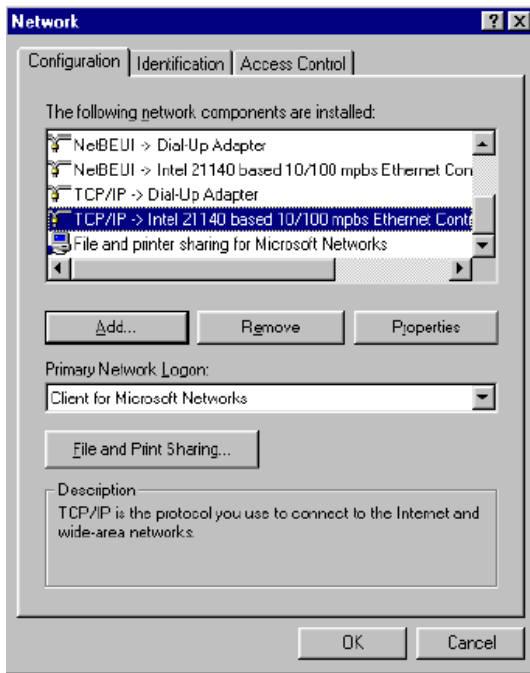 Network
Configuration Identification Access Control
The following network components are installed:
NetBEUI -> Dial-Up Adapter
NetBEUI -> Intel 21140 based 10/100 mpbs Ethernet Con
TCP/IP -> Dial-Up Adapter
TCP/IP -> Intel 21140 based 10/100 mpbs Ethernet Contr
File and printer sharing for Microsoft Networks
Add... Remove Properties
Primary Network Logon:
Client for Microsoft Networks
File and Print Sharing...
Description
TCP/IP is the protocol you use to connect to the Internet and
wide-area networks.
OK Cancel